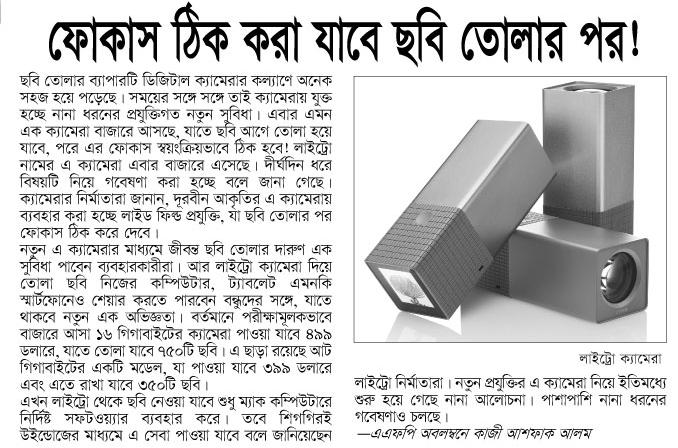 ফোকাস ঠিক করা যাবে ছবি তোলার পর!
ছবি তোলার ব্যাপারটি ডিজিটাল ক্যামেরার কল্যাণে অনেক
সহজ হয়ে পড়েছে। সময়ের সঙ্গে সঙ্গে তাই ক্যামেরায় যুক্ত
হচ্ছে নানা ধরনের প্রযুক্তিগত নতুন সুবিধা। এবার এমন
এক ক্যামেরা বাজারে আসছে, যাতে ছবি আগে তোলা হয়ে
যাবে, পরে এর ফোকাস স্বয়ংক্রিয়ভাবে ঠিক হবে! লাইট্রো
নামের এ ক্যামেরা এবার বাজারে এসেছে। দীর্ঘদিন ধরে
বিষয়টি নিয়ে গবেষণা করা হচ্ছে বলে জানা গেছে।
ক্যামেরার নির্মাতারা জানান, দূরবীন আকৃতির এ ক্যামেরায়
ব্যবহার করা হচ্ছে লাইড ফিল্ড প্রযুক্তি, যা ছবি তোলার পর
ফোকাস ঠিক করে দেবে।
নতুন এ ক্যামেরার মাধ্যমে জীবন্ত ছবি তোলার দারুণ এক
সুবিধা পাবেন ব্যবহারকারীরা। আর লাইট্রো ক্যামেরা দিয়ে
তোলা ছবি নিজের কম্পিউটার, ট্যাবলেট এমনকি
স্মার্টফোনেও শেয়ার করতে পারবেন বন্ধুদের সঙ্গে, যাতে
থাকবে নতুন এক অভিজ্ঞতা। বর্তমানে পরীক্ষামূলকভাবে
বাজারে আসা ১৬ গিগাবাইটের ক্যামেরা পাওয়া যাবে ৪৯৯
ডলারে, যাতে তোলা যাবে ৭৫০টি ছবি। এ ছাড়া রয়েছে আট
গিগাবাইটের একটি মডেল, যা পাওয়া যাবে ৩৯৯ ডলারে
এবং এতে রাখা যাবে ৩৫০টি ছবি।
এখন লাইট্রো থেকে ছবি নেওয়া যাবে শুধু ম্যাক কম্পিউটারে
নির্দিষ্ট সফটওয়্যার ব্যবহার করে। তবে শিগগিরই
উইন্ডোজের মাধ্যমে এ সেবা পাওয়া যাবে বলে জানিয়েছেন
লাইট্রো ক্যামেরা
লাইট্রো নির্মাতারা। নতুন প্রযুক্তির এ ক্যামেরা নিয়ে ইতিমধ্যে
শুরু হয়ে গেছে নানা আলোচনা। পাশাপাশি নানা ধরনের
গবেষণাও চলছে।
—এএফপি অবলম্বনে কাজী আশফাক আলম